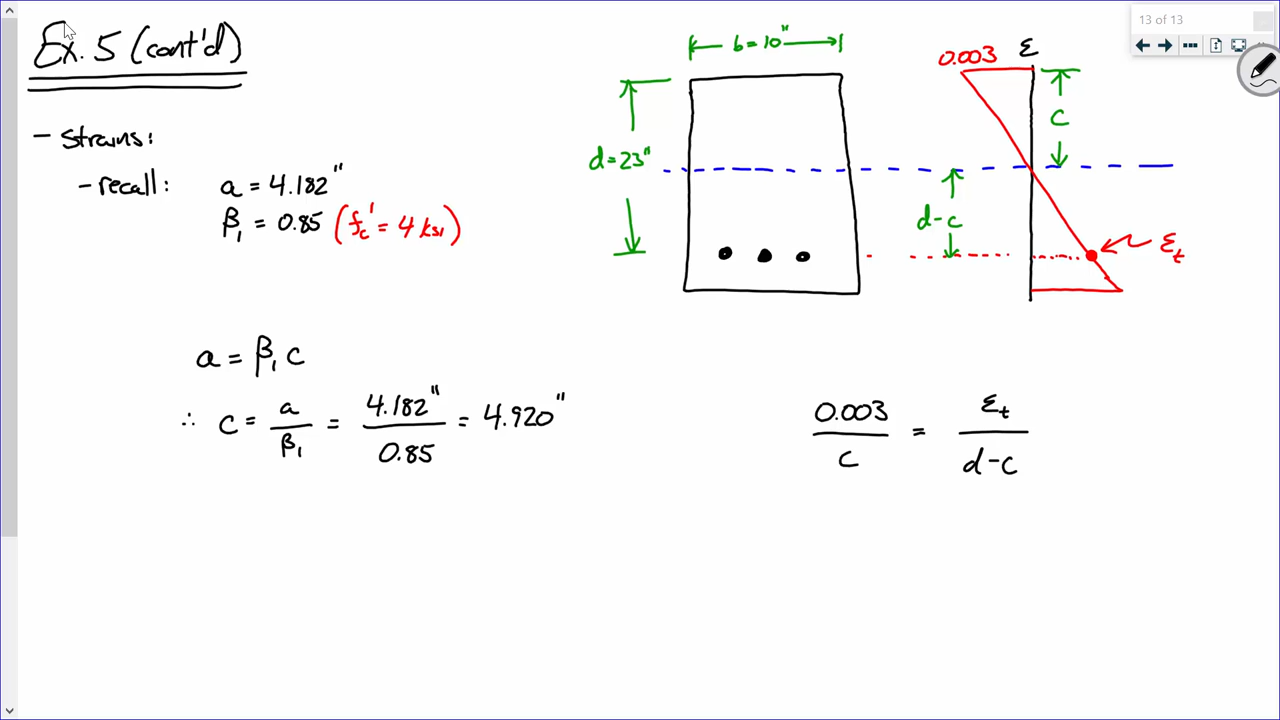 Ex. 5 (cont'd)
- strains:
- recall: a = 4.182"
β₁ = 0.85 (f'c = 4 ksi)
a = β₁ c
∴ c = a/β₁ = 4.182"/0.85 = 4.920"
13 of 13
b = 10"
d = 23"
0.003
ε
c
d-c
εt
0.003/c = εt/(d-c)